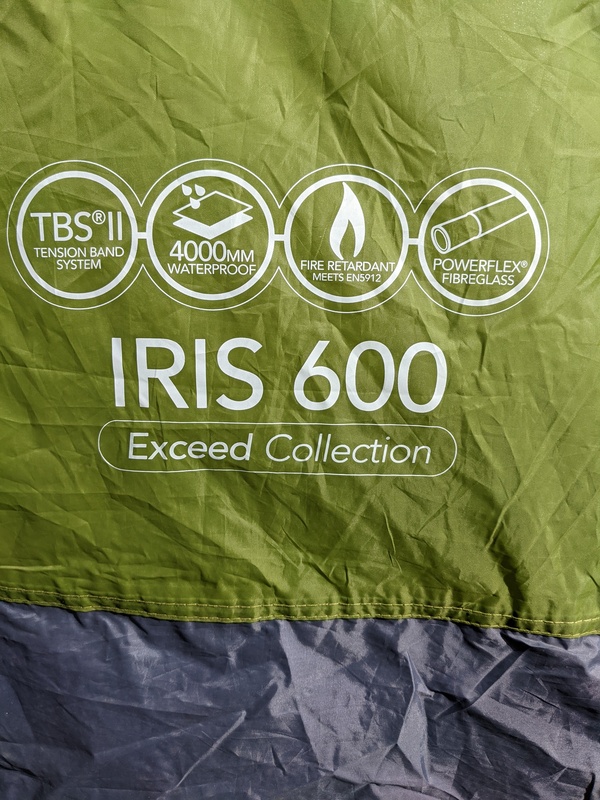 TBS®II
TENSION BAND
SYSTEM
4000MM
WATERPROOF
FIRE RETARDANT
MEETS EN5912
POWERFLEX®
FIBREGLASS
IRIS 600
Exceed Collection